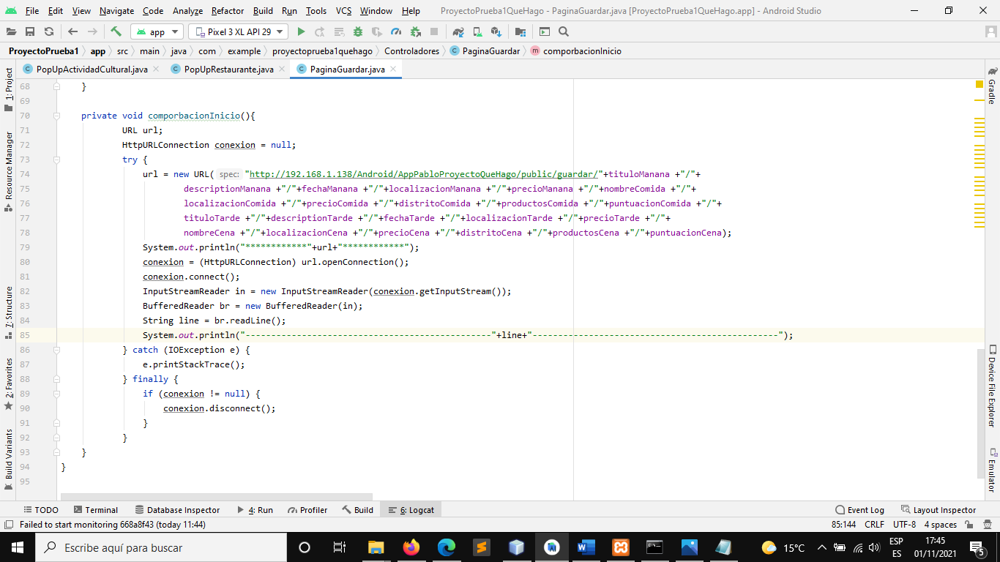 File Edit View Navigate Code Analyze Refactor Build Run Tools VCS Window Help ProyectoPrueba1QueHago - PaginaGuardar.java [ProyectoPrueba1QueHago.app] - Android Studio
app Pixel 3 XL API 29
ProyectoPrueba1 app src main java com example proyectoprueba1quehago Controladores C PaginaGuardar m comporbacionInicio
C PopUpActividadCultural.java C PopUpRestaurante.java C PaginaGuardar.java
1: Project
Resource Manager
7: Structure
2: Favorites
Build Variants
68 }
69
70 private void comporbacionInicio(){
71 URL url;
72 HttpURLConnection conexion = null;
73 try {
74 url = new URL( spec: "http://192.168.1.138/Android/AppPabloProyectoQueHago/public/guardar/"+tituloManana +"/"+
75 descriptionManana +"/"+fechaManana +"/"+localizacionManana +"/"+precioManana +"/"+nombreComida +"/"+
76 localizacionComida +"/"+precioComida +"/"+distritoComida +"/"+productosComida +"/"+puntuacionComida +"/"+
77 tituloTarde +"/"+descriptionTarde +"/"+fechaTarde +"/"+localizacionTarde +"/"+precioTarde +"/"+
78 nombreCena +"/"+localizacionCena +"/"+precioCena +"/"+distritoCena +"/"+productosCena +"/"+puntuacionCena);
79 System.out.println("************"+url+"************");
80 conexion = (HttpURLConnection) url.openConnection();
81 conexion.connect();
82 InputStreamReader in = new InputStreamReader(conexion.getInputStream());
83 BufferedReader br = new BufferedReader(in);
84 String line = br.readLine();
85 System.out.println("------------------------------------------------"+line+"------------------------------------------------");
86 } catch (IOException e) {
87 e.printStackTrace();
88 } finally {
89 if (conexion != null) {
90 conexion.disconnect();
91 }
92 }
93 }
94 }
95
Gradle
Device File Explorer
Emulator
TODO Terminal Database Inspector 4: Run Profiler Build 6: Logcat Event Log Layout Inspector
Failed to start monitoring 668a8f43 (today 11:44) 85:144 CRLF UTF-8 4 spaces
Escribe aquí para buscar 15°C ESP 17:45
ES 01/11/2021 5